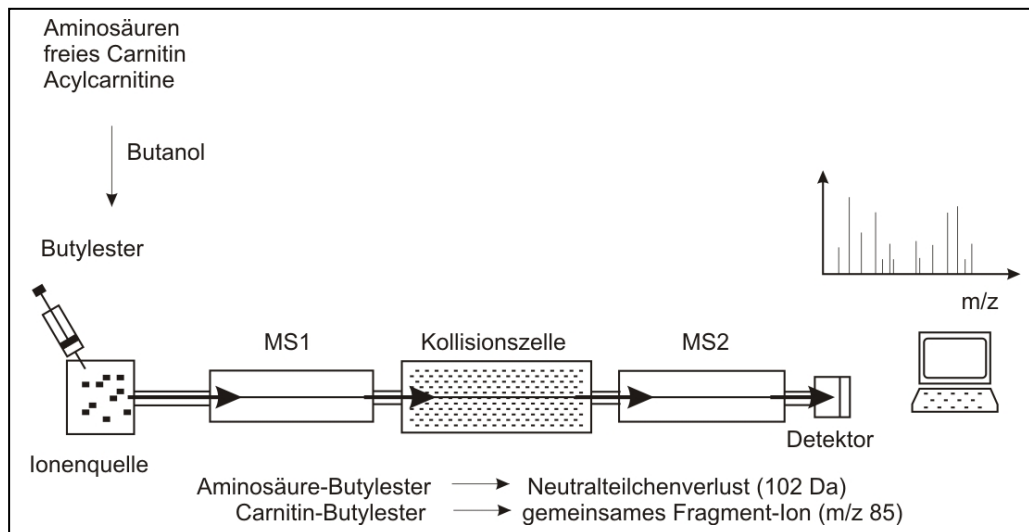 Aminosäuren
freies Carnitin
Acylcarnitine
Butanol
Butylester
m/z
MS1
Kollisionszelle
MS2
Detektor
Ionenquelle
Aminosäure-Butylester Neutralteilchenverlust (102 Da)
Carnitin-Butylester gemeinsames Fragment-Ion (m/z 85)